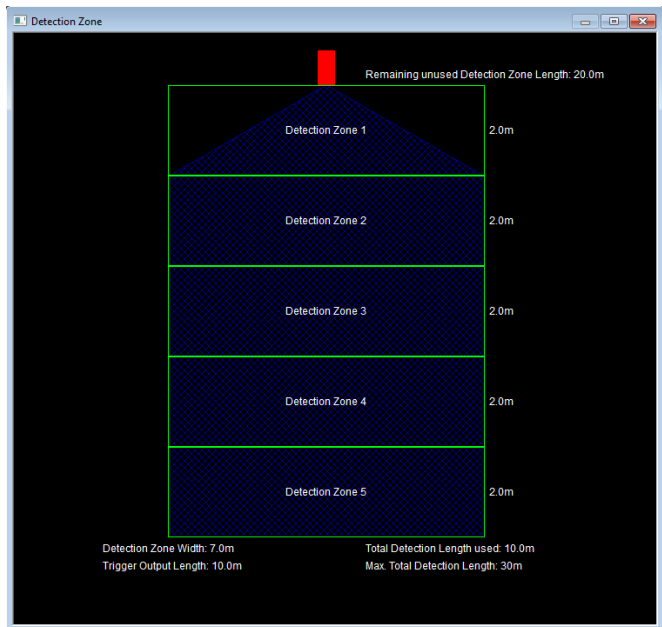 Detection Zone
Remaining unused Detection Zone Length: 20.0m
Detection Zone 1
2.0m
Detection Zone 2
2.0m
Detection Zone 3
2.0m
Detection Zone 4
2.0m
Detection Zone 5
2.0m
Detection Zone Width: 7.0m
Total Detection Length used: 10.0m
Trigger Output Length: 10.0m
Max. Total Detection Length: 30m